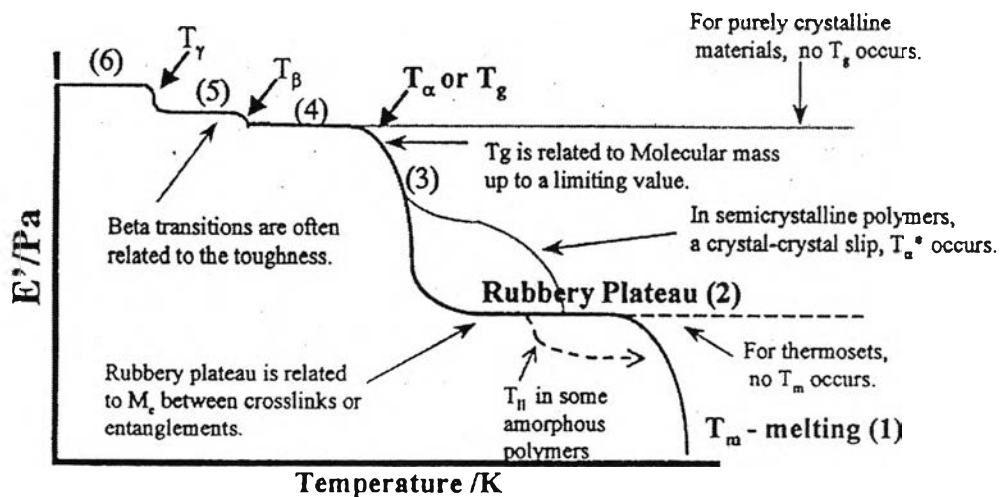 For purely crystalline
materials, no Tg occurs.
(6)
Tγ
(5)
Tβ
(4)
Tα or Tg
Tg is related to Molecular mass
up to a limiting value.
(3)
Beta transitions are often
related to the toughness.
In semicrystalline polymers,
a crystal-crystal slip, Tα* occurs.
E'/Pa
Rubbery Plateau (2)
For thermosets,
no Tm occurs.
Rubbery plateau is related
to Me between crosslinks or
entanglements.
TII in some
amorphous
polymers
Tm - melting (1)
Temperature /K